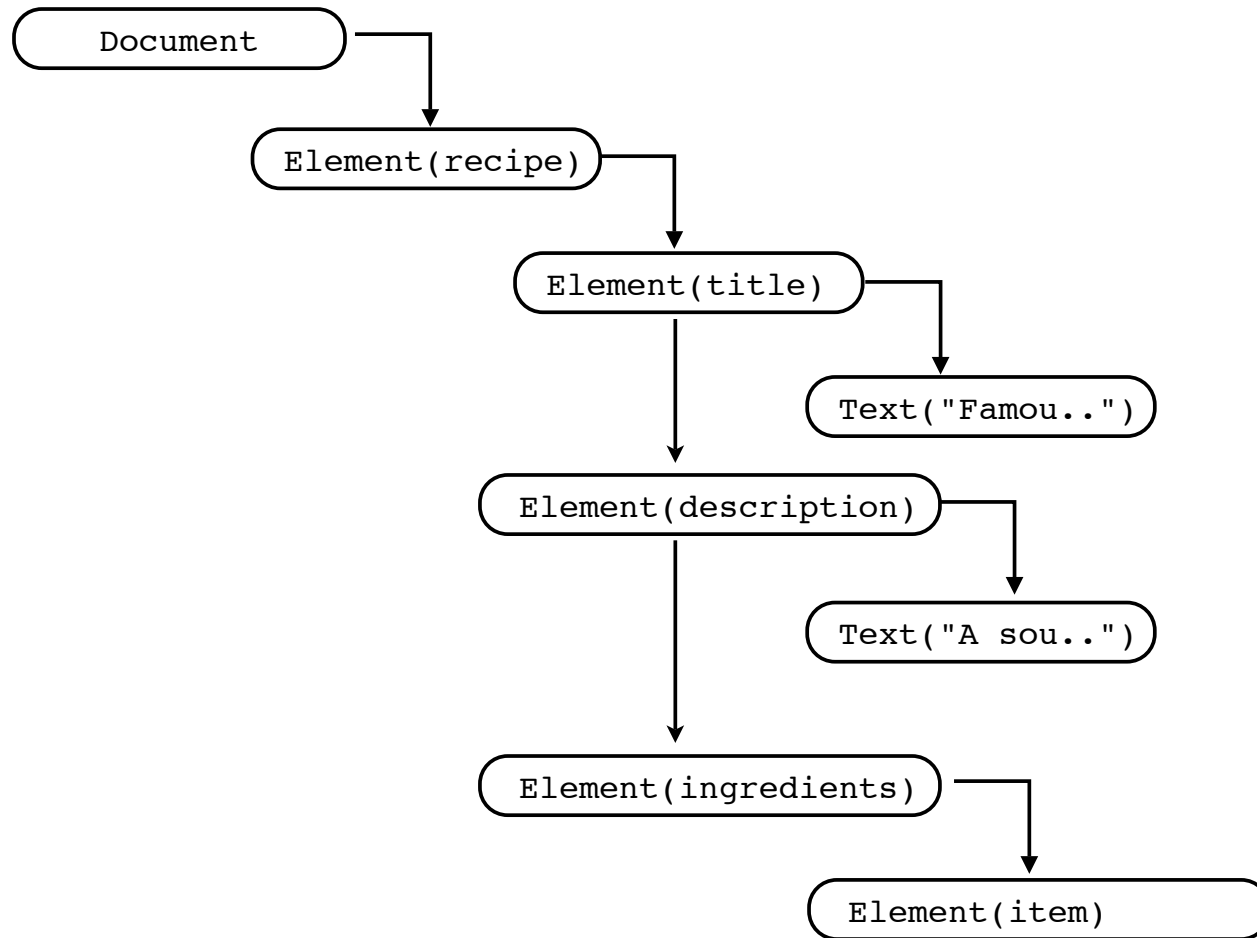 Document
Element(recipe)
Element(title)
Text("Famou..")
Element(description)
Text("A sou..")
Element(ingredients)
Element(item)